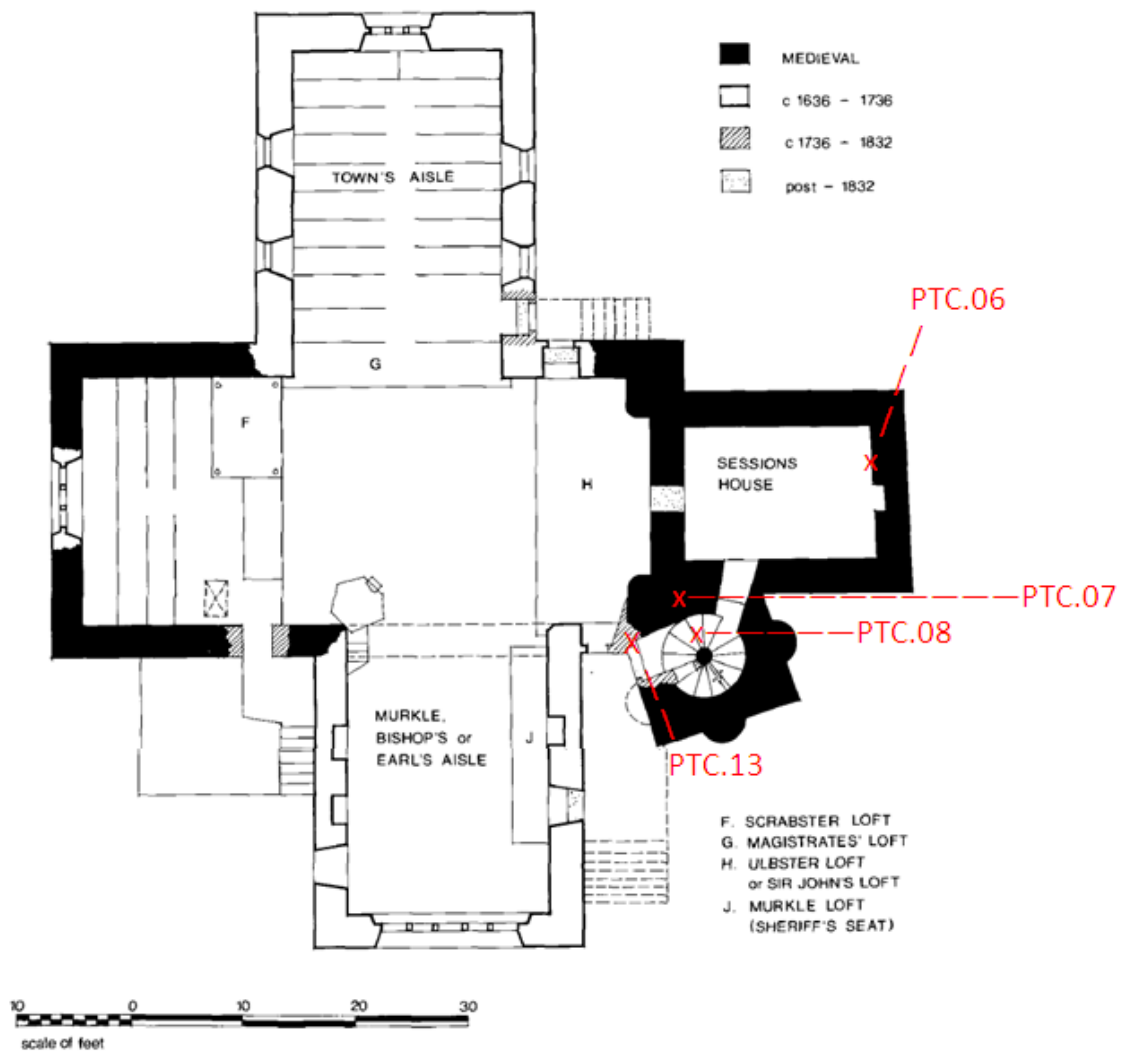 MEDIEVAL
c 1636 - 1736
c 1736 - 1832
post - 1832
TOWN'S AISLE
PTC.06
G
F
SESSIONS
HOUSE
H
PTC.07
PTC.08
MURKLE,
BISHOP'S or
EARL'S AISLE
J
PTC.13
F. SCRABSTER LOFT
G. MAGISTRATES' LOFT
H. ULBSTER LOFT
or SIR JOHN'S LOFT
J. MURKLE LOFT
(SHERIFF'S SEAT)
10 0 10 20 30
scale of feet